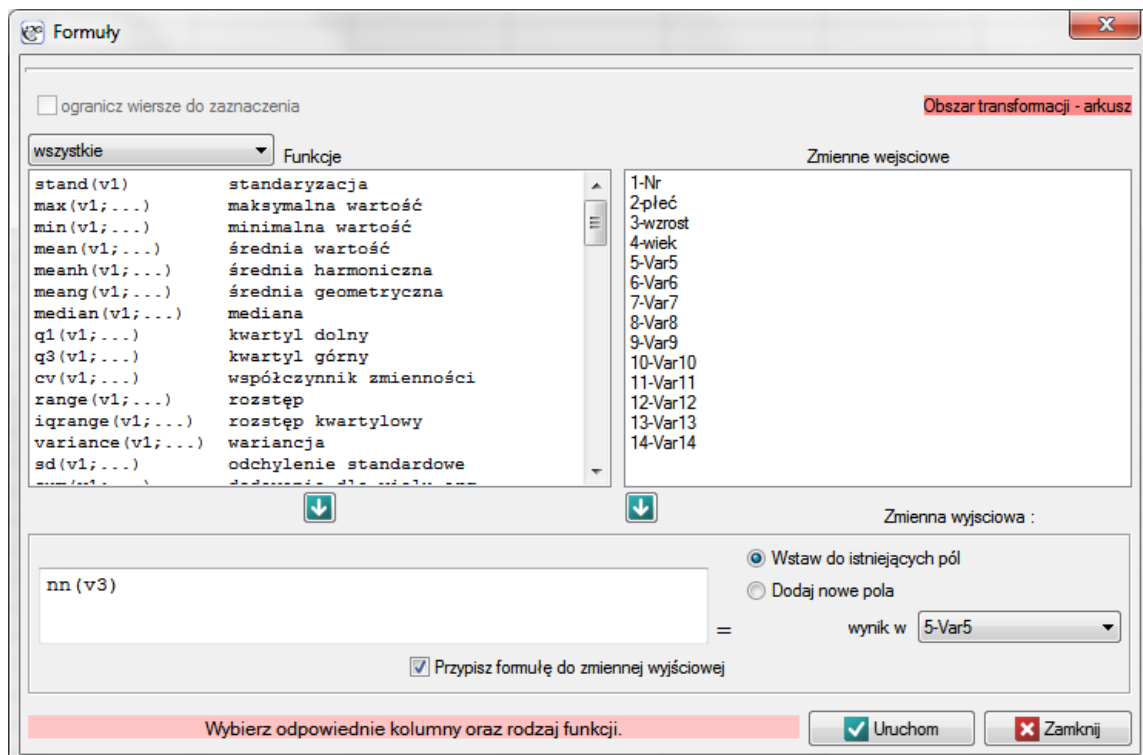 Formuły
ogranicz wiersze do zaznaczenia
Obszar transformacji - arkusz
wszystkie
Funkcje
Zmienne wejsciowe
stand(v1) standaryzacja
max(v1;...) maksymalna wartość
min(v1;...) minimalna wartość
mean(v1;...) średnia wartość
meanh(v1;...) średnia harmoniczna
meang(v1;...) średnia geometryczna
median(v1;...) mediana
q1(v1;...) kwartyl dolny
q3(v1;...) kwartyl górny
cv(v1;...) współczynnik zmienności
range(v1;...) rozstęp
iqrange(v1;...) rozstęp kwartylowy
variance(v1;...) wariancja
sd(v1;...) odchylenie standardowe
1-Nr
2-płeć
3-wzrost
4-wiek
5-Var5
6-Var6
7-Var7
8-Var8
9-Var9
10-Var10
11-Var11
12-Var12
13-Var13
14-Var14
Zmienna wyjsciowa :
nn(v3)
=
Wstaw do istniejących pól
Dodaj nowe pola
wynik w 5-Var5
Przypisz formułę do zmiennej wyjściowej
Wybierz odpowiednie kolumny oraz rodzaj funkcji.
Uruchom
Zamknij